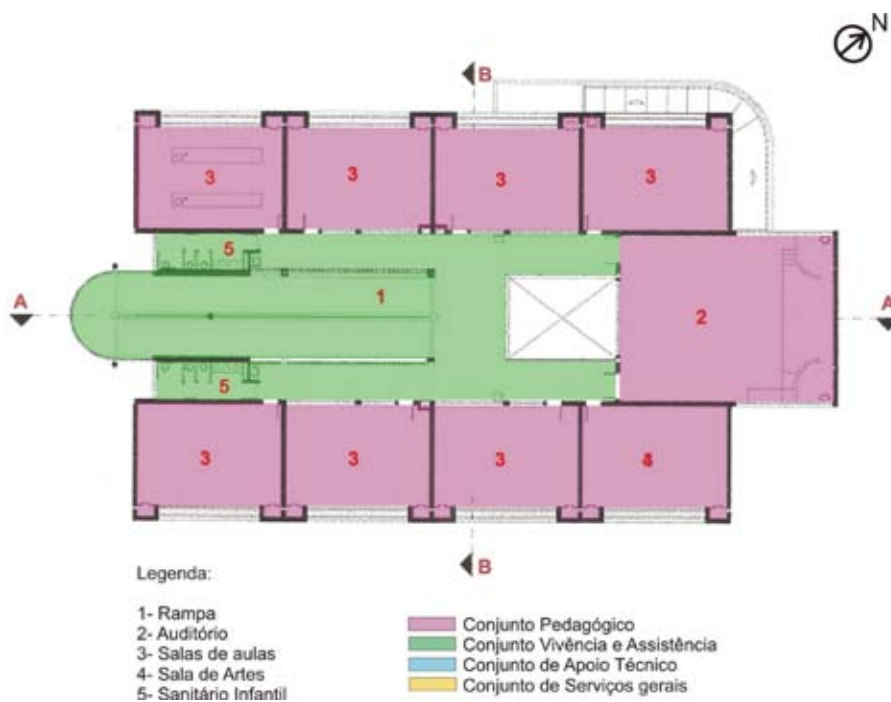 N
B
3 3 3 3
5
A 1 2 A
5
3 3 3 4
B
Legenda:
1- Rampa
2- Auditório
3- Salas de aulas
4- Sala de Artes
5- Sanitário Infantil
Conjunto Pedagógico
Conjunto Vivência e Assistência
Conjunto de Apoio Técnico
Conjunto de Serviços gerais